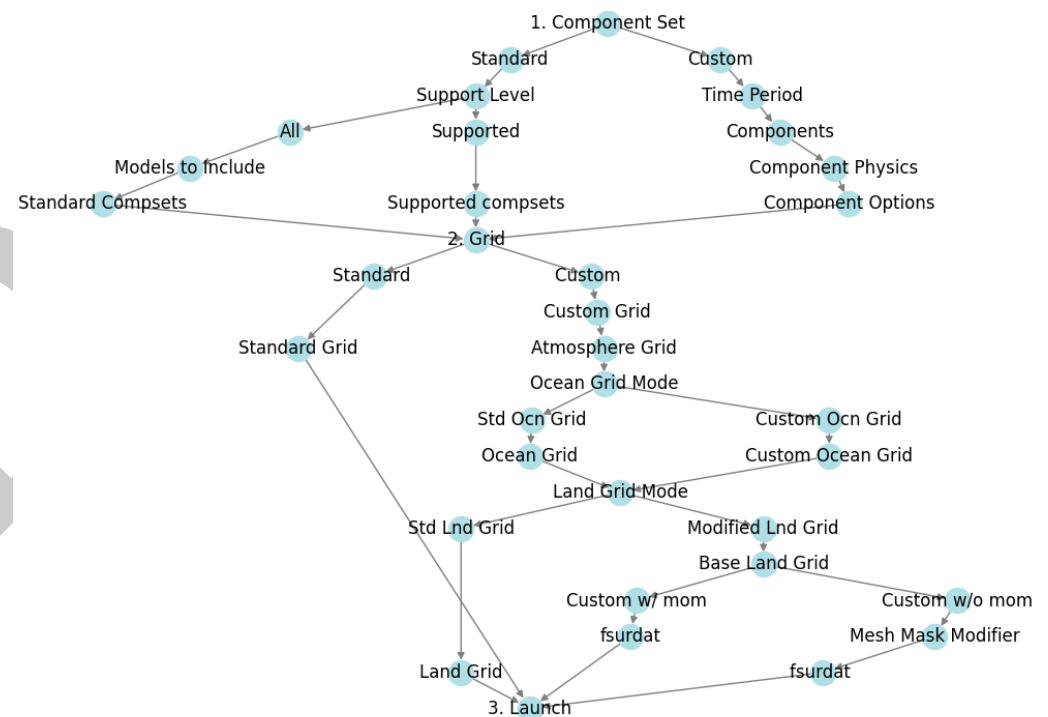 1. Component Set
Standard
Custom
Support Level
Time Period
All
Supported
Components
Models to Include
Component Physics
Standard Compsets
Supported compsets
Component Options
2. Grid
Standard
Custom
Custom Grid
Standard Grid
Atmosphere Grid
Ocean Grid Mode
Std Ocn Grid
Custom Ocn Grid
Ocean Grid
Custom Ocean Grid
Land Grid Mode
Std Lnd Grid
Modified Lnd Grid
Base Land Grid
Custom w/ mom
Custom w/o mom
fsurdat
Mesh Mask Modifier
Land Grid
fsurdat
3. Launch